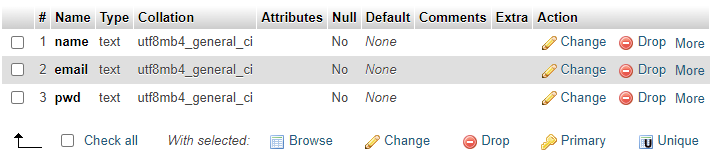 # Name Type Collation Attributes Null Default Comments Extra Action
1 name text utf8mb4_general_ci No None Change Drop More
2 email text utf8mb4_general_ci No None Change Drop More
3 pwd text utf8mb4_general_ci No None Change Drop More
Check all With selected: Browse Change Drop Primary Unique